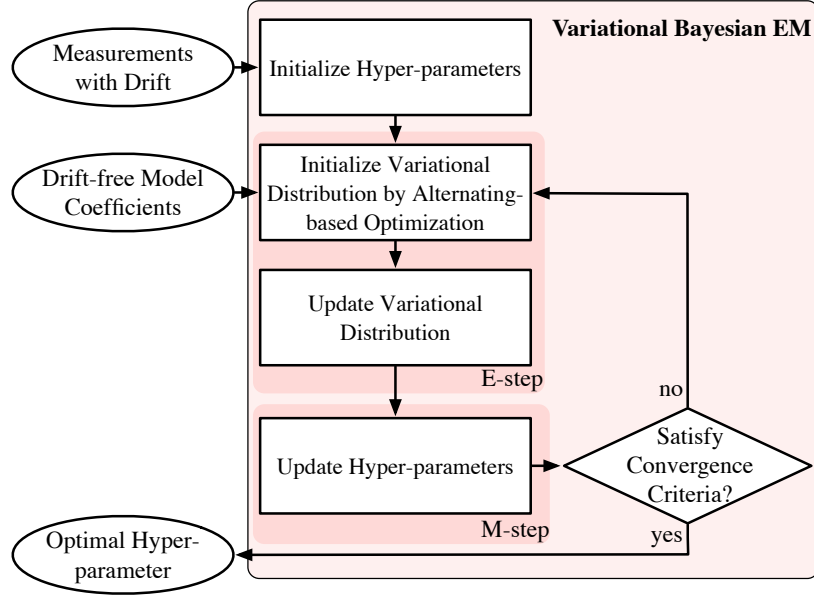 Variational Bayesian EM
Measurements
with Drift
Initialize Hyper-parameters
Drift-free Model
Coefficients
Initialize Variational
Distribution by Alternating-
based Optimization
Update Variational
Distribution
E-step
no
Update Hyper-parameters
Satisfy
Convergence
Criteria?
M-step
yes
Optimal Hyper-
parameter